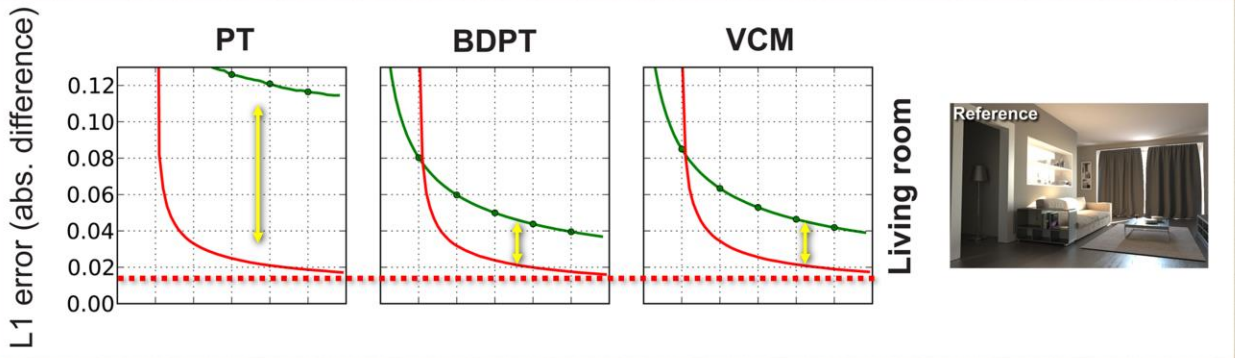 L1 error (abs. difference)
PT
BDPT
VCM
0.12
0.10
0.08
0.06
0.04
0.02
0.00
Living room
Reference